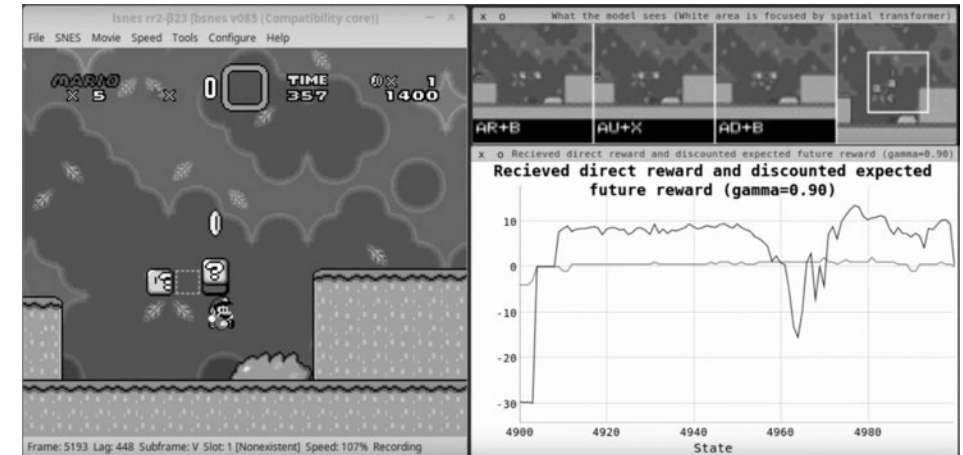 lsnes rr2-β23 [bsnes v085 (Compatibility core)]
File SNES Movie Speed Tools Configure Help
MARIO
× 5
×
0
TIME
357
× 1
1400
Frame: 5193 Lag: 448 Subframe: V Slot: 1 [Nonexistent] Speed: 107% Recording
x o What the model sees (White area is focused by spatial transformer)
AR+B AU+X AD+B
x o Recieved direct reward and discounted expected future reward (gamma=0.90)
Recieved direct reward and discounted expected
future reward (gamma=0.90)
10
0
-10
-20
-30
4900 4920 4940 4960 4980
State